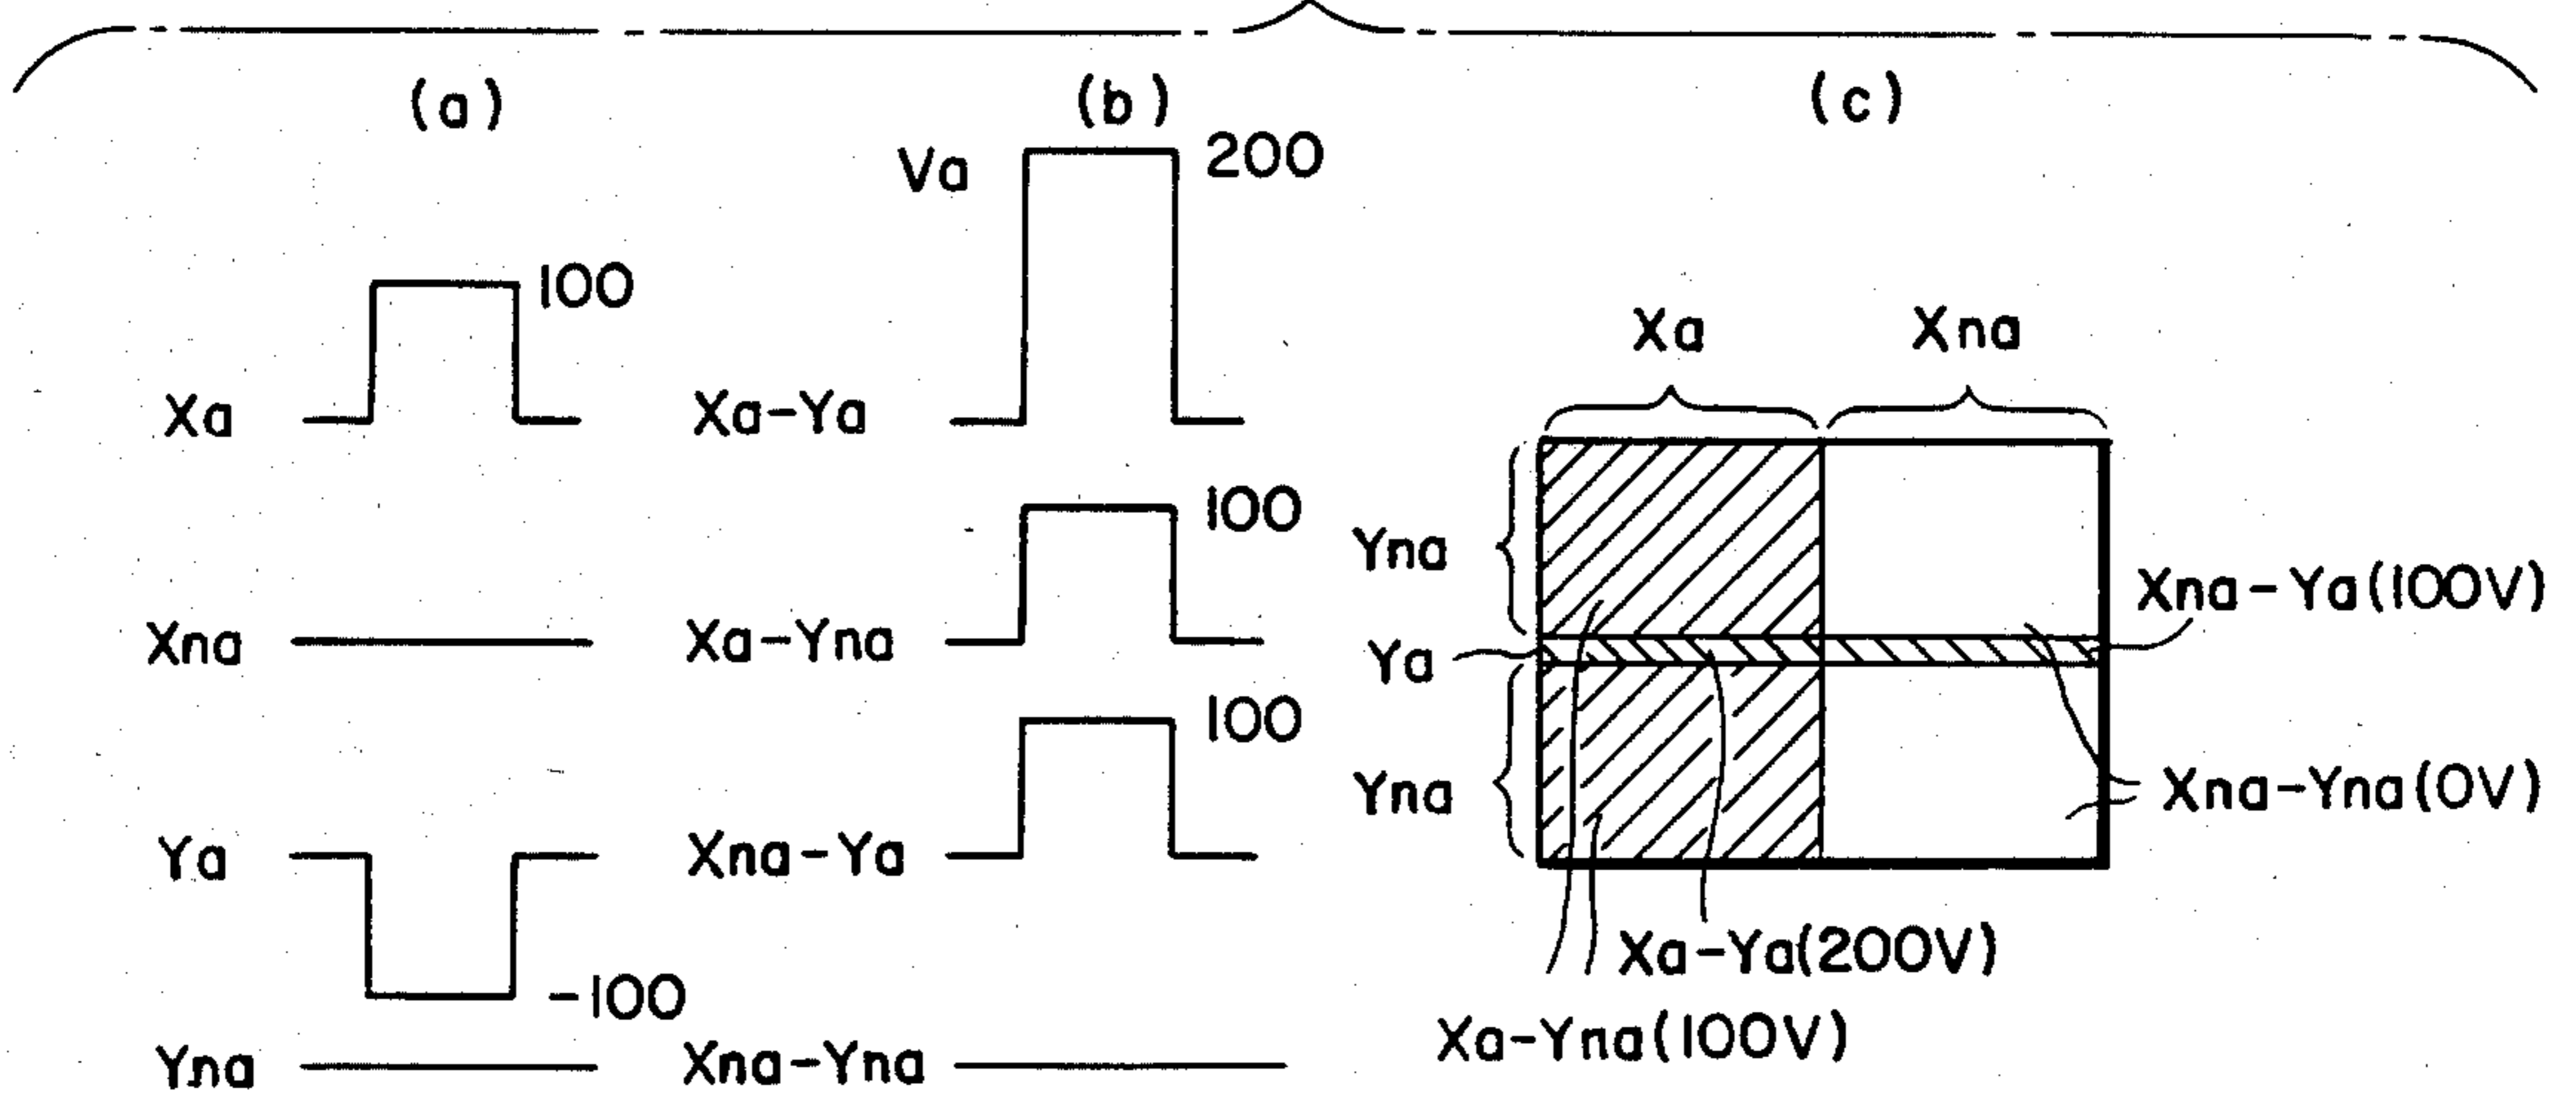 (a)
Xa
100
Xna
Ya
-100
Yna
(b)
Va
200
Xa-Ya
100
Xa-Yna
100
Xna-Ya
Xna-Yna
(c)
Xa
Xna
Yna
Ya
Yna
Xna-Ya(100V)
Xna-Yna(0V)
Xa-Ya(200V)
Xa-Yna(100V)